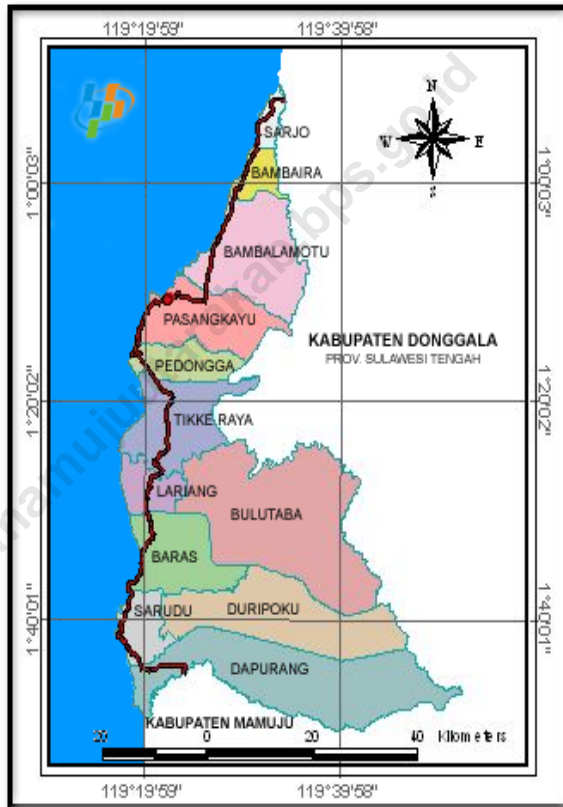 119°19'59" 119°39'58"
N
W E
S
SARJO
BAMBAIRA
1°00'03" 1°00'03"
BAMBALAMOTU
PASANGKAYU
KABUPATEN DONGGALA
PROV. SULAWESI TENGAH
PEDONGGA
1°20'02" 1°20'02"
TIKKE RAYA
LARIANG
BULUTABA
BARAS
SARUDU DURIPOKU
1°40'01" 1°40'01"
DAPURANG
KABUPATEN MAMUJU
20 0 20 40 Kilometers
119°19'59" 119°39'58"